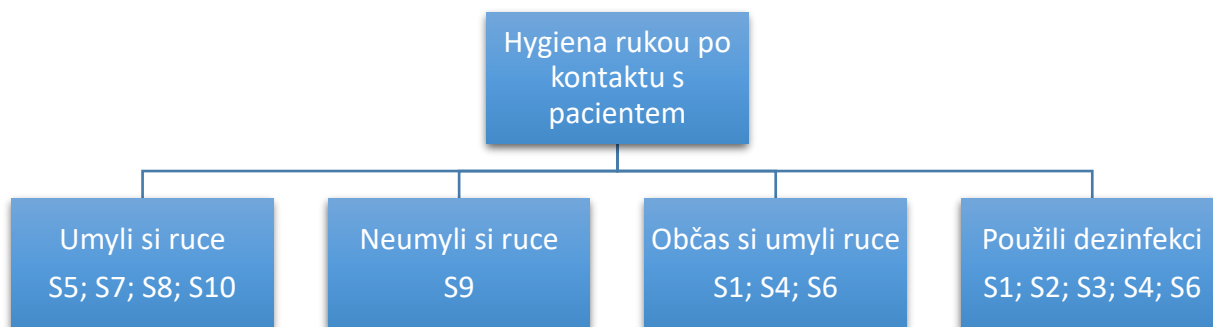 Hygiena rukou po
kontaktu s
pacientem
Umyli si ruce
S5; S7; S8; S10
Neumyli si ruce
S9
Občas si umyli ruce
S1; S4; S6
Použili dezinfekci
S1; S2; S3; S4; S6